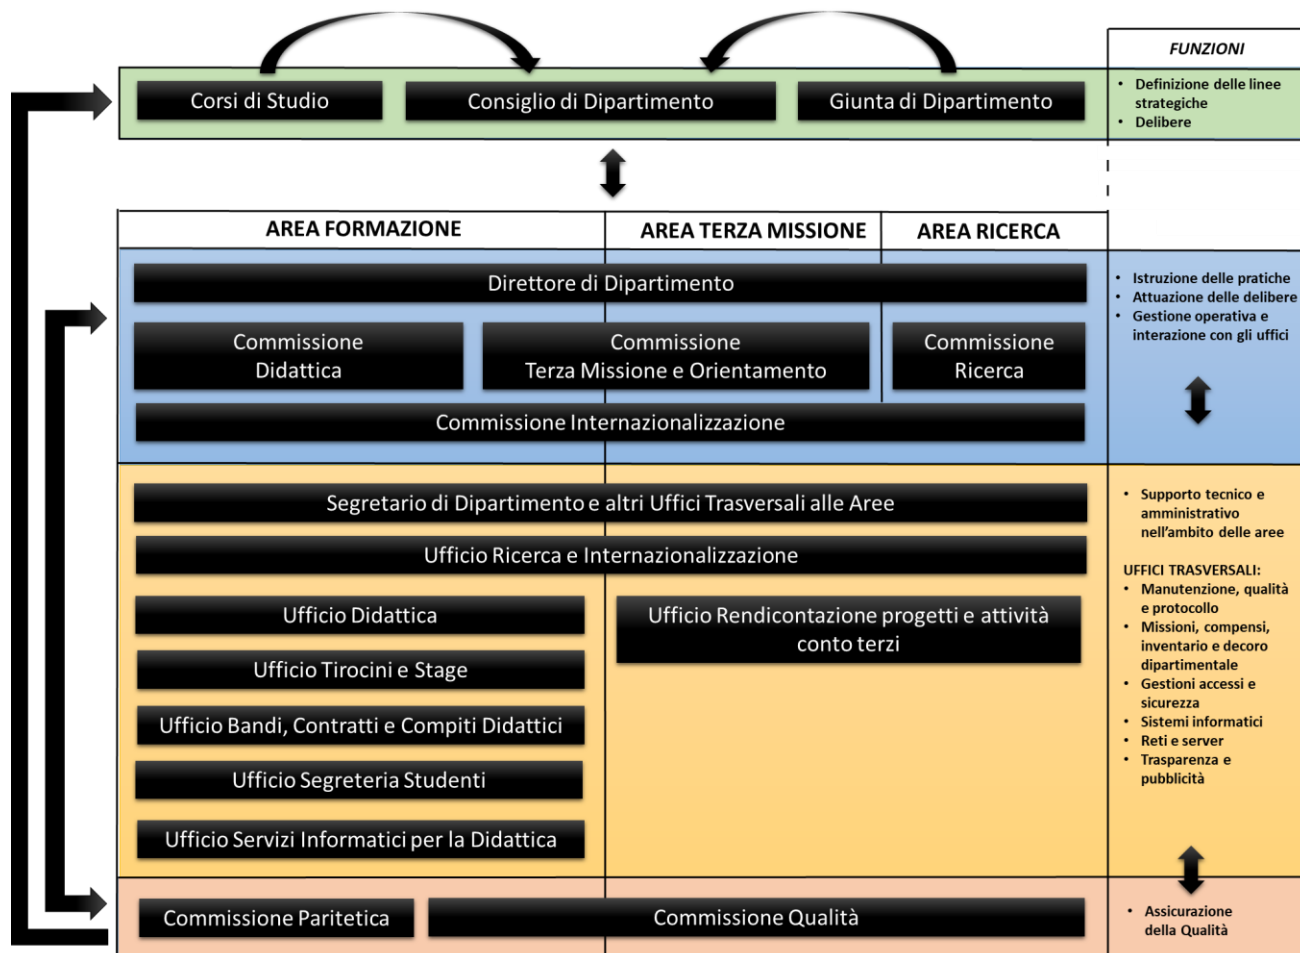 FUNZIONI
Corsi di Studio
Consiglio di Dipartimento
Giunta di Dipartimento
• Definizione delle linee
strategiche
• Delibere
AREA FORMAZIONE
AREA TERZA MISSIONE
AREA RICERCA
Direttore di Dipartimento
Commissione
Didattica
Commissione
Terza Missione e Orientamento
Commissione
Ricerca
Commissione Internazionalizzazione
• Istruzione delle pratiche
• Attuazione delle delibere
• Gestione operativa e
interazione con gli uffici
Segretario di Dipartimento e altri Uffici Trasversali alle Aree
Ufficio Ricerca e Internazionalizzazione
Ufficio Didattica
Ufficio Rendicontazione progetti e attività
conto terzi
Ufficio Tirocini e Stage
Ufficio Bandi, Contratti e Compiti Didattici
Ufficio Segreteria Studenti
Ufficio Servizi Informatici per la Didattica
• Supporto tecnico e
amministrativo
nell'ambito delle aree
UFFICI TRASVERSALI:
• Manutenzione, qualità
e protocollo
• Missioni, compensi,
inventario e decoro
dipartimentale
• Gestioni accessi e
sicurezza
• Sistemi informatici
• Reti e server
• Trasparenza e
pubblicità
Commissione Paritetica
Commissione Qualità
• Assicurazione
della Qualità